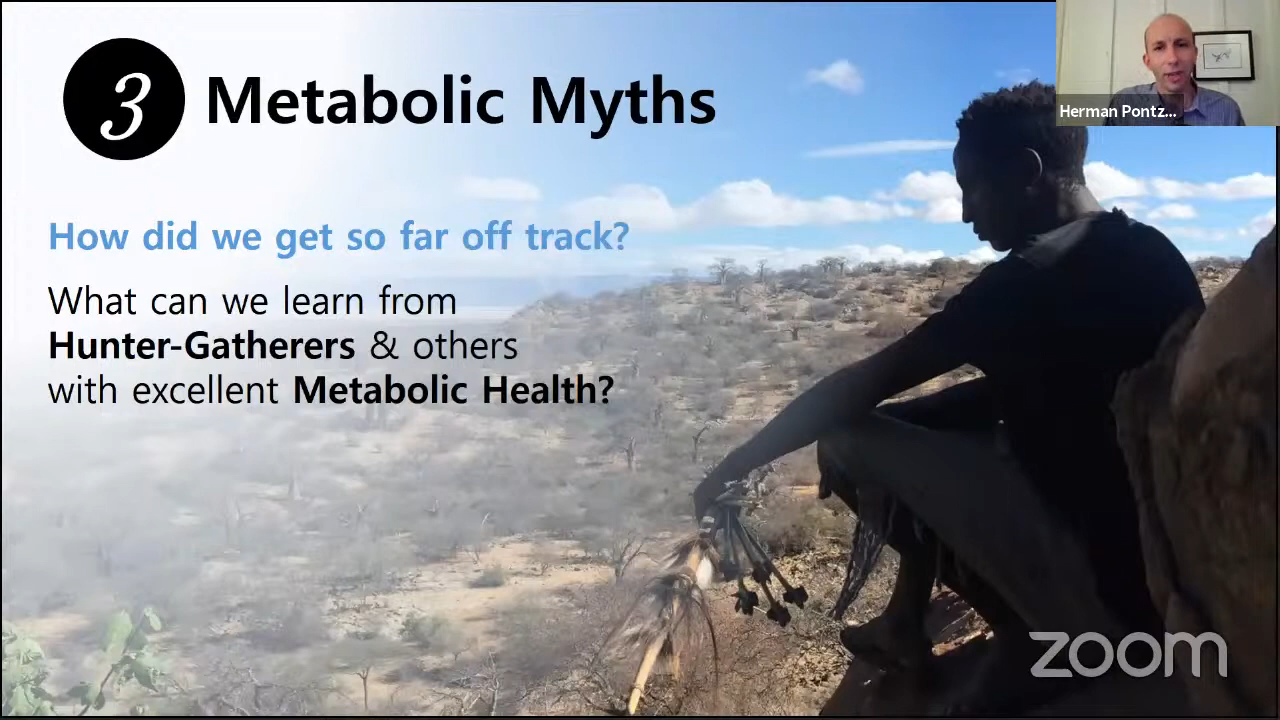 3 Metabolic Myths
How did we get so far off track?
What can we learn from
Hunter-Gatherers & others
with excellent Metabolic Health?
Herman Pontz...
zoom